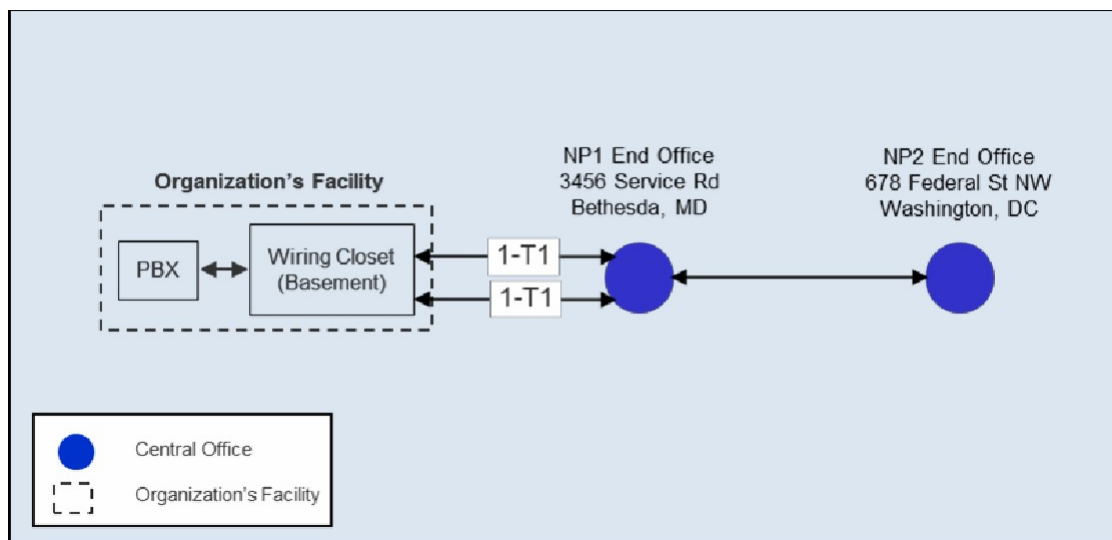 NP1 End Office
3456 Service Rd
Bethesda, MD
NP2 End Office
678 Federal St NW
Washington, DC
Organization's Facility
PBX
Wiring Closet
(Basement)
1-T1
1-T1
Central Office
Organization's Facility